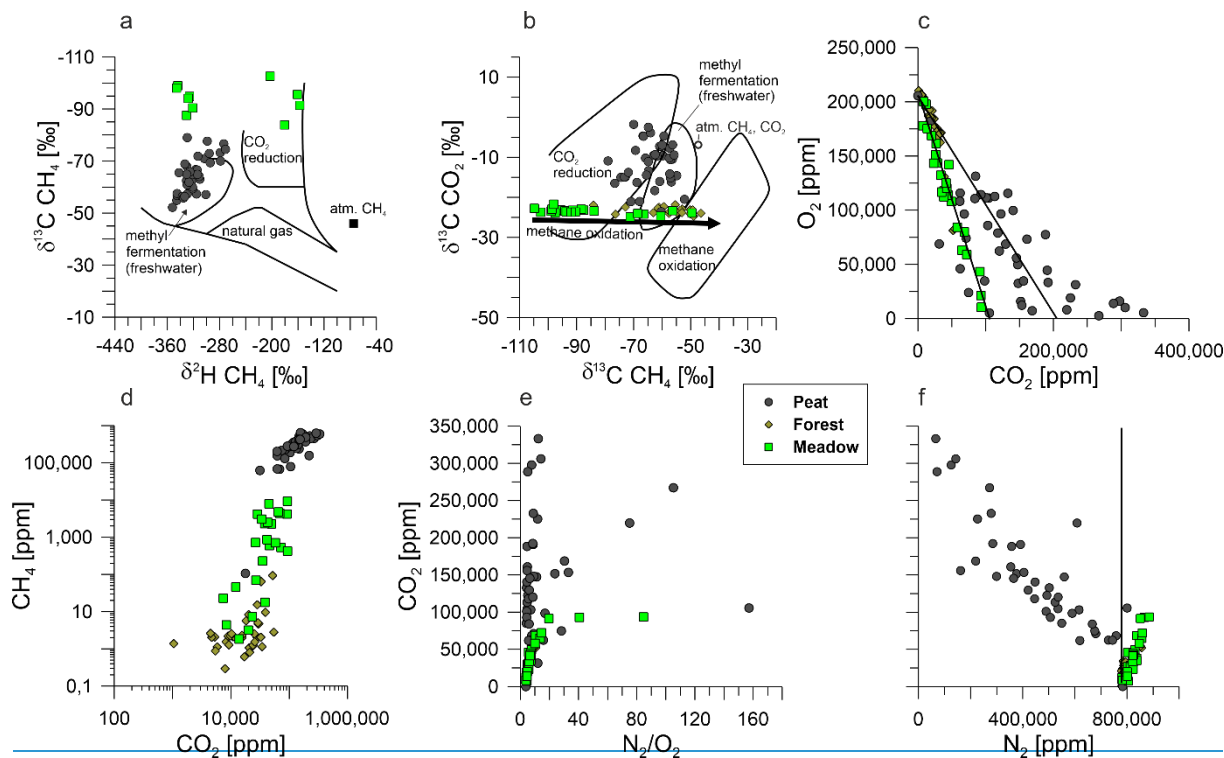 a
δ¹³C CH₄ [‰]
-110
-90
-70
-50
-30
-10
CO₂
reduction
natural gas
atm. CH₄
methyl
fermentation
(freshwater)
-440 -360 -280 -200 -120 -40
δ²H CH₄ [‰]
b
δ¹³C CO₂ [‰]
10
-10
-30
-50
methyl
fermentation
(freshwater)
atm. CH₄, CO₂
CO₂
reduction
methane oxidation
methane
oxidation
-110 -90 -70 -50 -30
δ¹³C CH₄ [‰]
c
O₂ [ppm]
250,000
200,000
150,000
100,000
50,000
0
0 200,000 400,000
CO₂ [ppm]
Peat
Forest
Meadow
d
CH₄ [ppm]
100,000
1,000
10
0,1
100 10,000 1,000,000
CO₂ [ppm]
e
CO₂ [ppm]
350,000
300,000
250,000
200,000
150,000
100,000
50,000
0
0 40 80 120 160
N₂/O₂
f
0 400,000 800,000
N₂ [ppm]